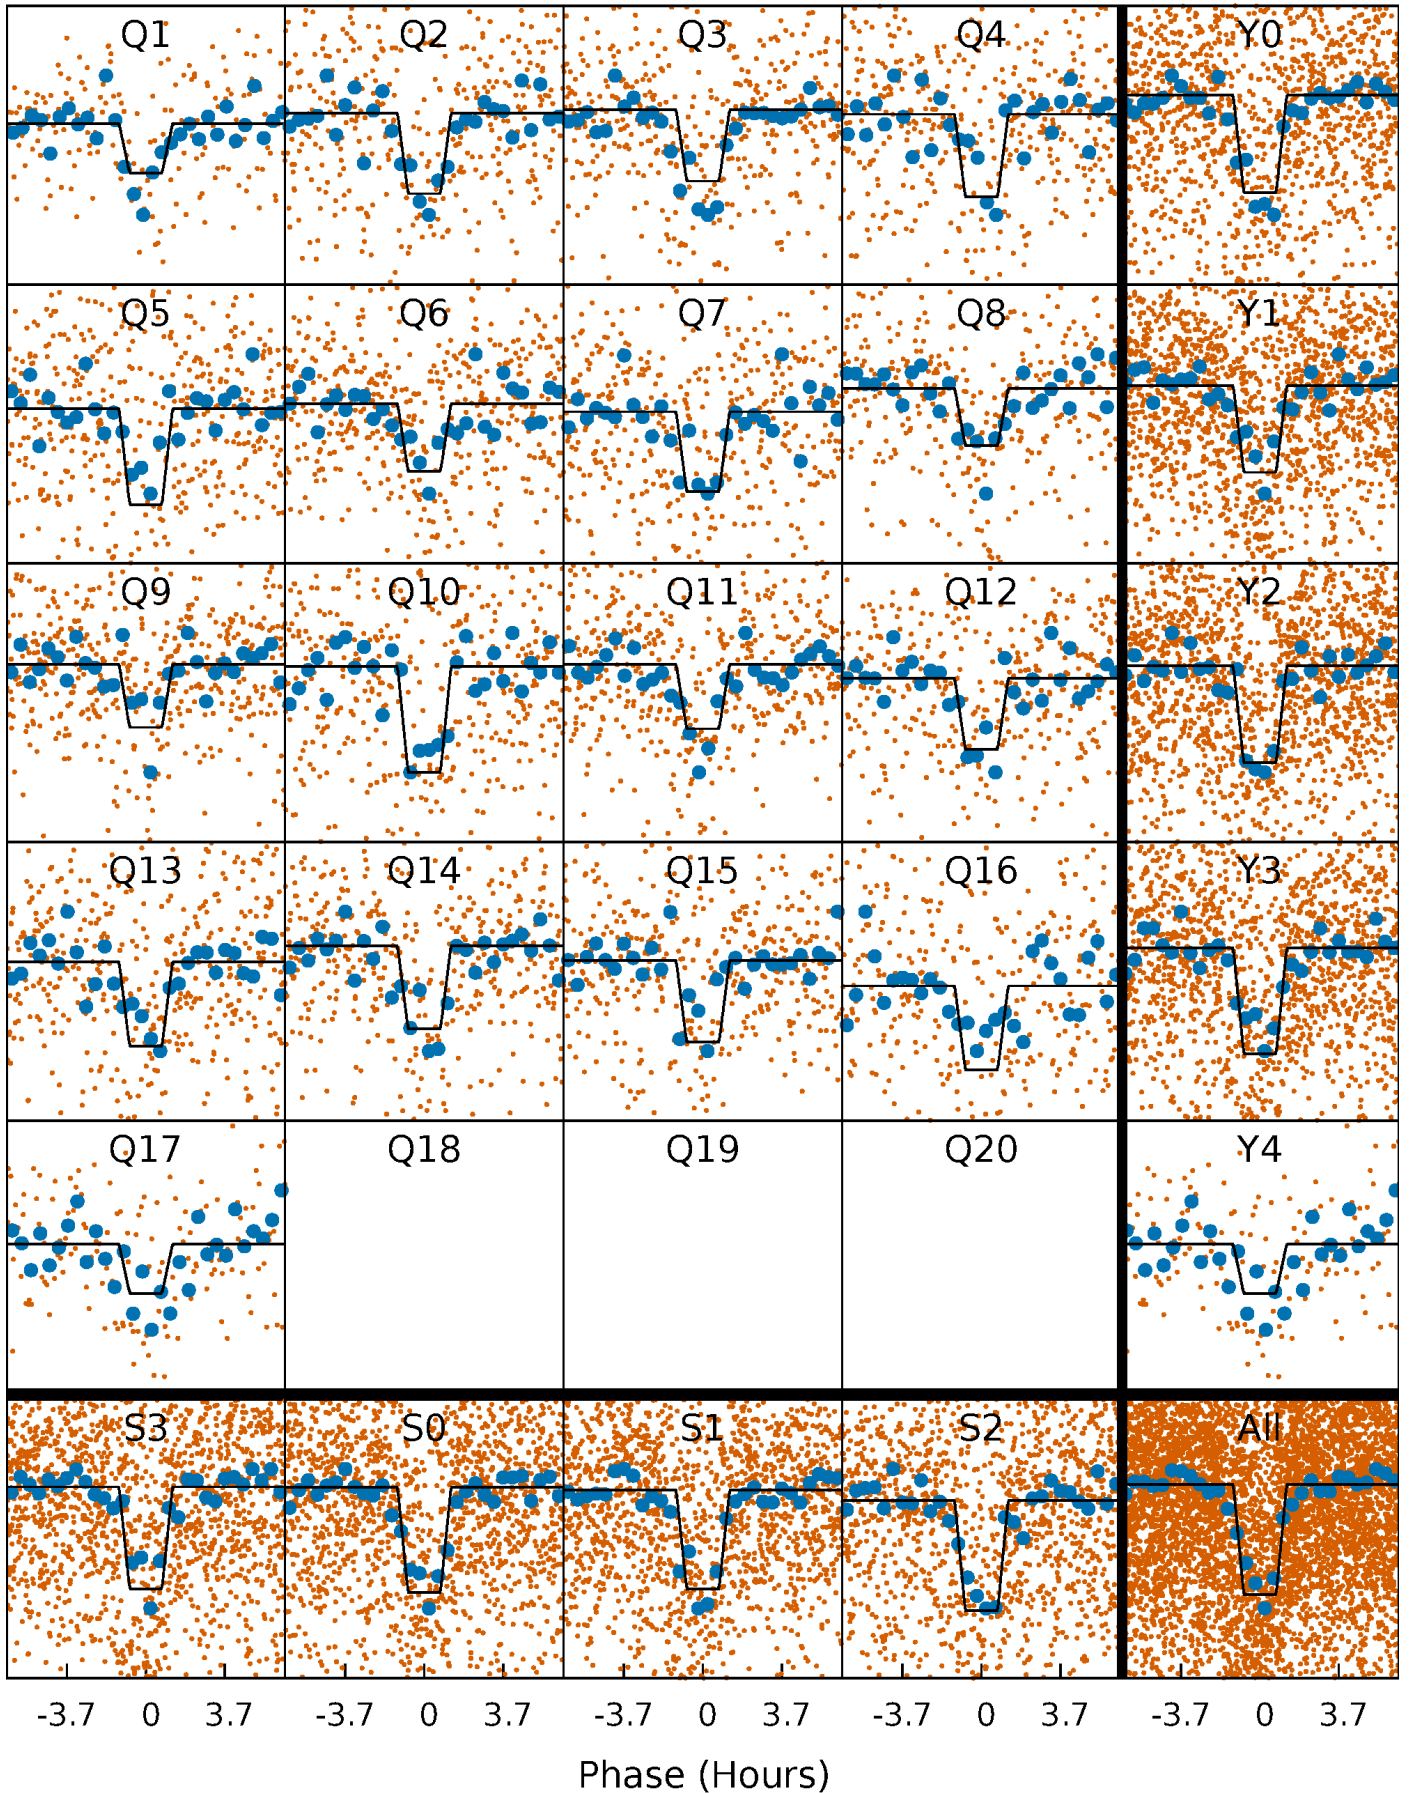 Q1 Q2 Q3 Q4 Y0
Q5 Q6 Q7 Q8 Y1
Q9 Q10 Q11 Q12 Y2
Q13 Q14 Q15 Q16 Y3
Q17 Q18 Q19 Q20 Y4
S3 S0 S1 S2 All
-3.7 0 3.7 -3.7 0 3.7 -3.7 0 3.7 -3.7 0 3.7 -3.7 0 3.7
Phase (Hours)